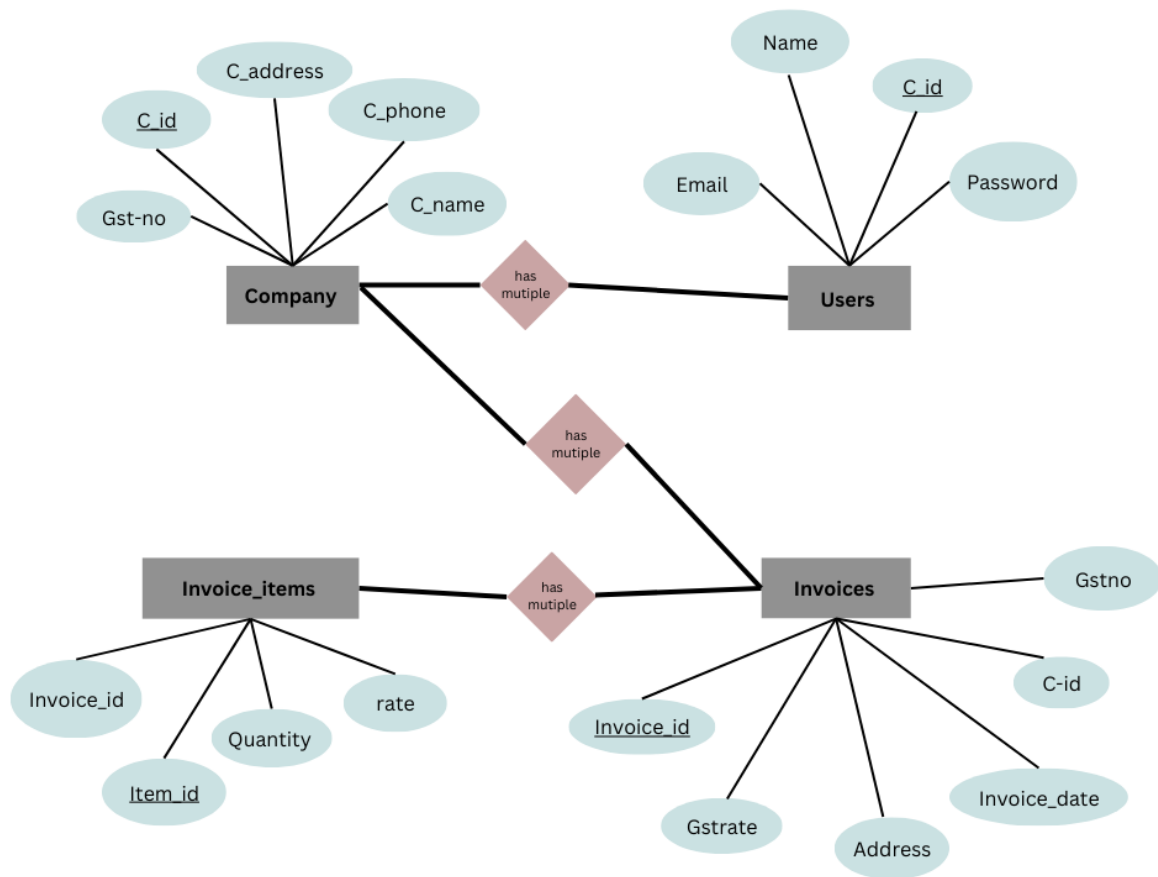 Name
C_address
C_id
C_phone
C_id
Email
Password
Gst-no
C_name
has
mutiple
Company
Users
has
mutiple
Invoice_items
has
mutiple
Invoices
Gstno
Invoice_id
rate
C-id
Quantity
Invoice_id
Item_id
Invoice_date
Gstrate
Address